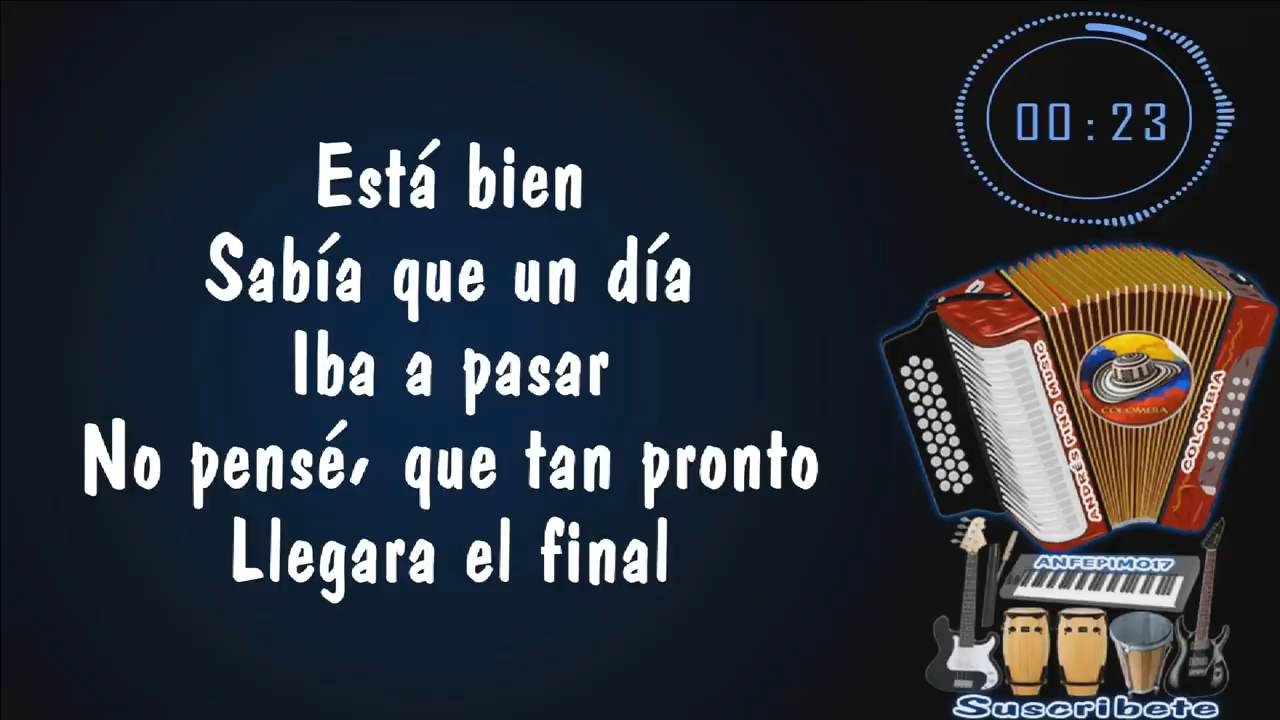 Está bien
Sabía que un día
Iba a pasar
No pensé, que tan pronto
Llegara el final
00:23
ANDRES PINO MUSIC
COLOMBIA
COLOMBIA
ANFEPIMO17
Suscribete